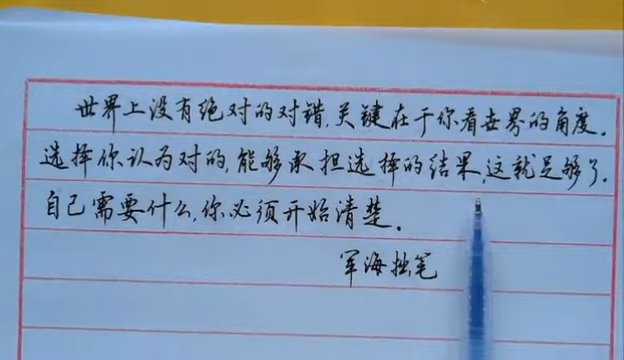 世界上没有绝对的对错,关键在于你看世界的角度.
选择你认为对的,能够承担选择的结果,这就足够了.
自己需要什么,你必须开始清楚.
军海拙笔